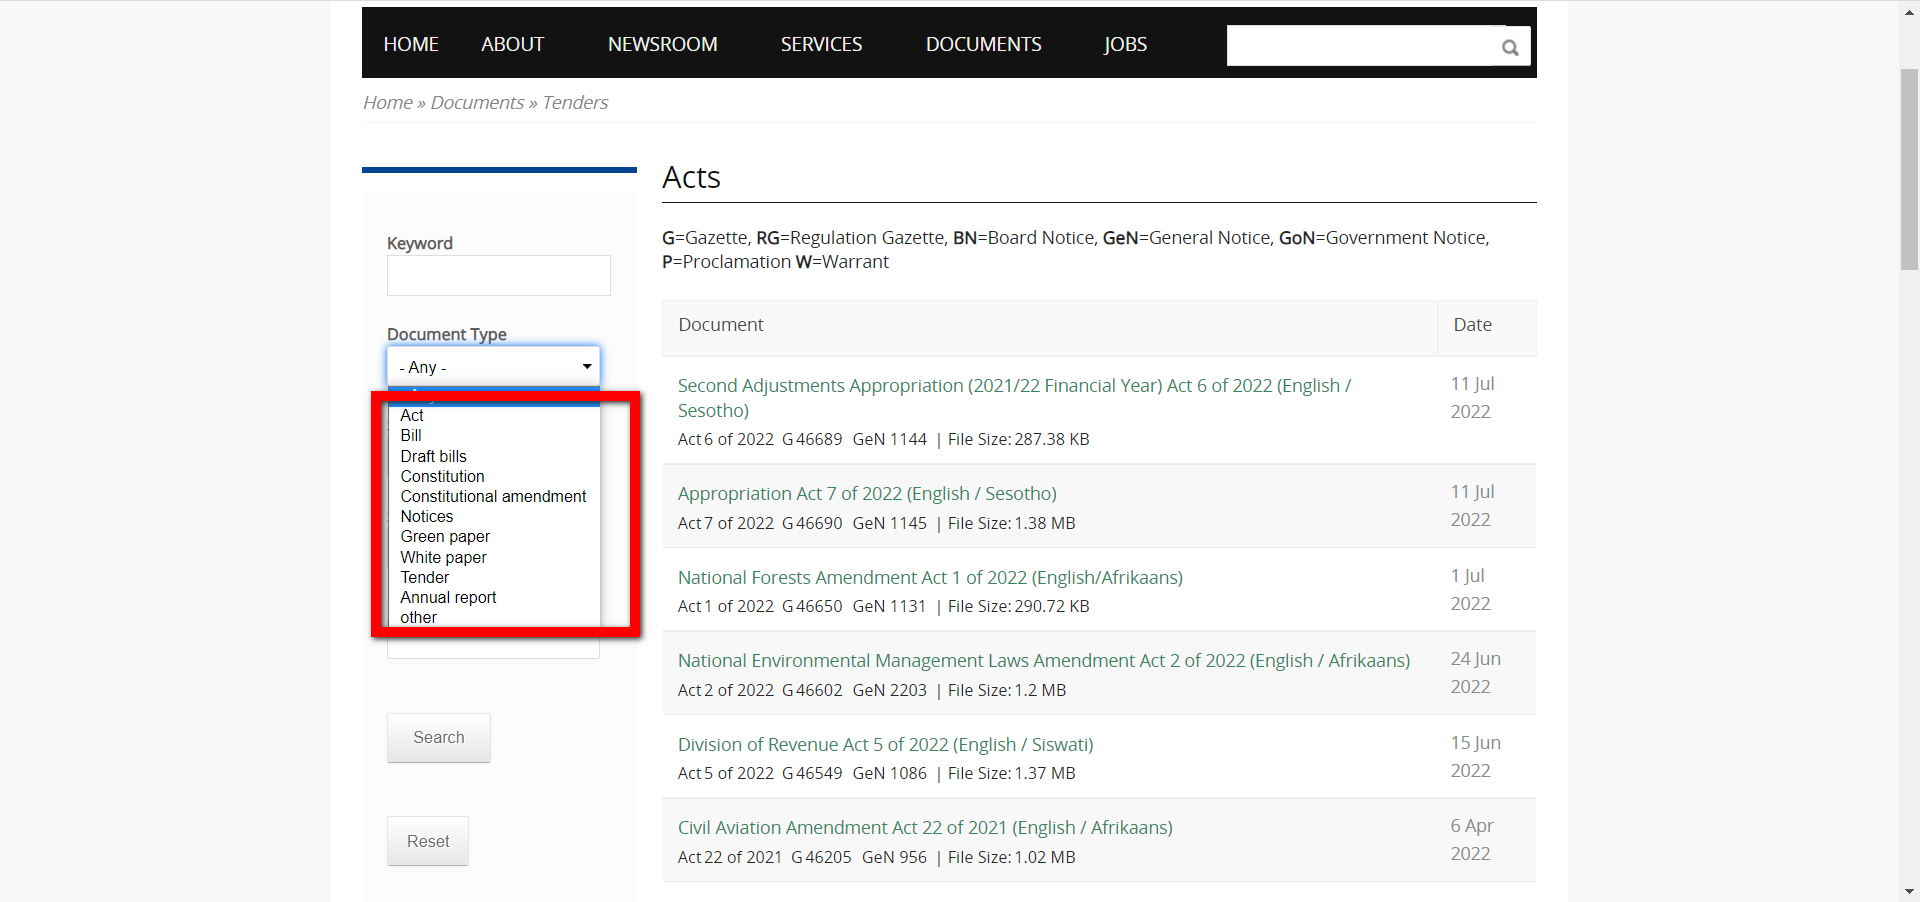 HOME ABOUT NEWSROOM SERVICES DOCUMENTS JOBS
Home » Documents » Tenders
Keyword
Document Type
- Any -
Act
Bill
Draft bills
Constitution
Constitutional amendment
Notices
Green paper
White paper
Tender
Annual report
other
Search
Reset
Acts
G=Gazette, RG=Regulation Gazette, BN=Board Notice, GeN=General Notice, GoN=Government Notice,
P=Proclamation W=Warrant
Document Date
Second Adjustments Appropriation (2021/22 Financial Year) Act 6 of 2022 (English /
Sesotho)
Act 6 of 2022 G 46689 GeN 1144 | File Size: 287.38 KB
11 Jul
2022
Appropriation Act 7 of 2022 (English / Sesotho)
Act 7 of 2022 G 46690 GeN 1145 | File Size: 1.38 MB
11 Jul
2022
National Forests Amendment Act 1 of 2022 (English/Afrikaans)
Act 1 of 2022 G 46650 GeN 1131 | File Size: 290.72 KB
1 Jul
2022
National Environmental Management Laws Amendment Act 2 of 2022 (English / Afrikaans)
Act 2 of 2022 G 46602 GeN 2203 | File Size: 1.2 MB
24 Jun
2022
Division of Revenue Act 5 of 2022 (English / Siswati)
Act 5 of 2022 G 46549 GeN 1086 | File Size: 1.37 MB
15 Jun
2022
Civil Aviation Amendment Act 22 of 2021 (English / Afrikaans)
Act 22 of 2021 G 46205 GeN 956 | File Size: 1.02 MB
6 Apr
2022